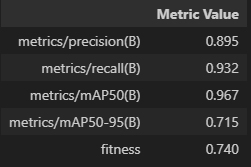 Metric Value
metrics/precision(B) 0.895
metrics/recall(B) 0.932
metrics/mAP50(B) 0.967
metrics/mAP50-95(B) 0.715
fitness 0.740